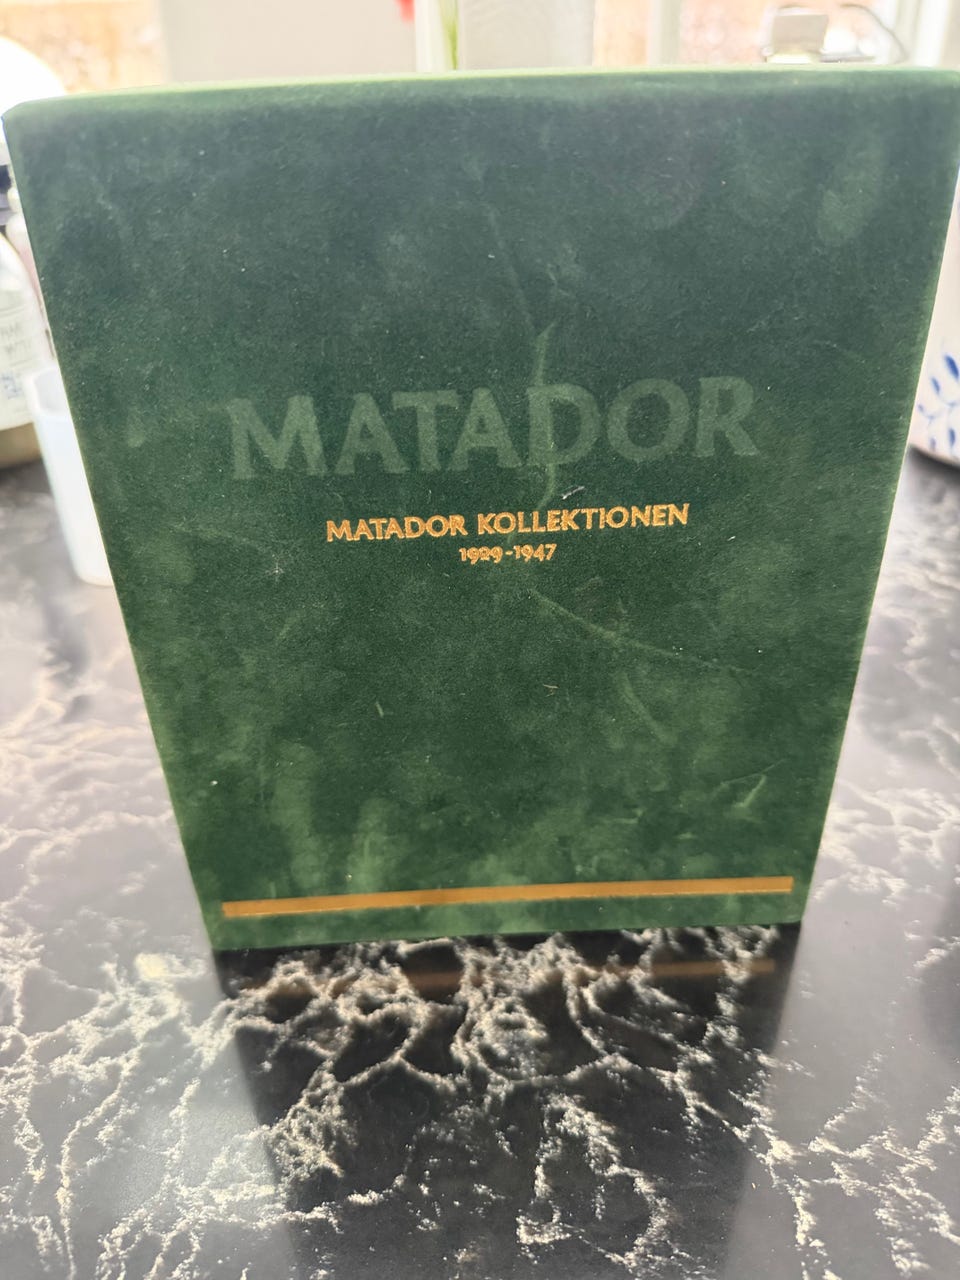 MATADOR
MATADOR KOLLEKTIONEN
1929-1947